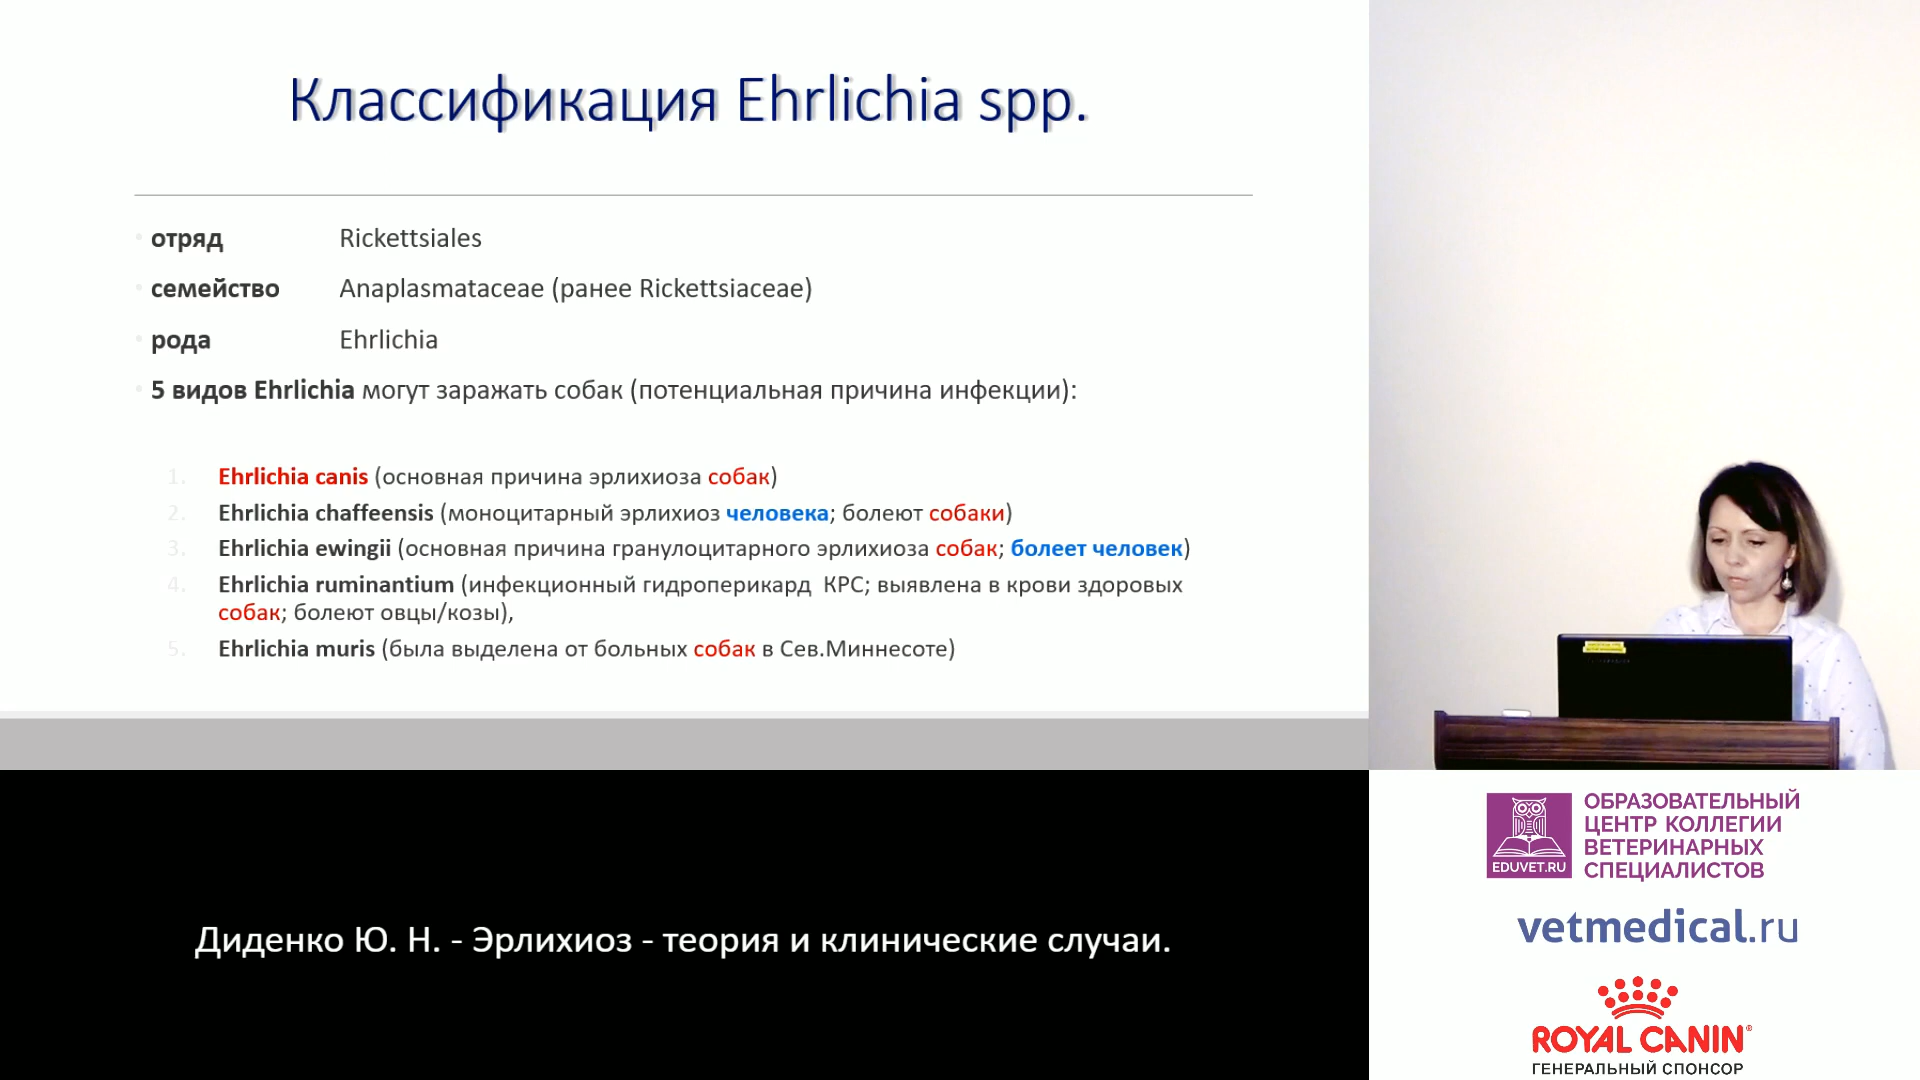 Классификация Ehrlichia spp.
• отряд Rickettsiales
• семейство Anaplasmataceae (ранее Rickettsiaceae)
• рода Ehrlichia
• 5 видов Ehrlichia могут заражать собак (потенциальная причина инфекции):
1. Ehrlichia canis (основная причина эрлихиоза собак)
2. Ehrlichia chaffeensis (моноцитарный эрлихиоз человека; болеют собаки)
3. Ehrlichia ewingii (основная причина гранулоцитарного эрлихиоза собак; болеет человек)
4. Ehrlichia ruminantium (инфекционный гидроперикард КРС; выявлена в крови здоровых
собак; болеют овцы/козы),
5. Ehrlichia muris (была выделена от больных собак в Сев.Миннесоте)
Диденко Ю. Н. - Эрлихиоз - теория и клинические случаи.
EDUVET.RU
ОБРАЗОВАТЕЛЬНЫЙ
ЦЕНТР КОЛЛЕГИИ
ВЕТЕРИНАРНЫХ
СПЕЦИАЛИСТОВ
vetmedical.ru
ROYAL CANIN®
ГЕНЕРАЛЬНЫЙ СПОНСОР